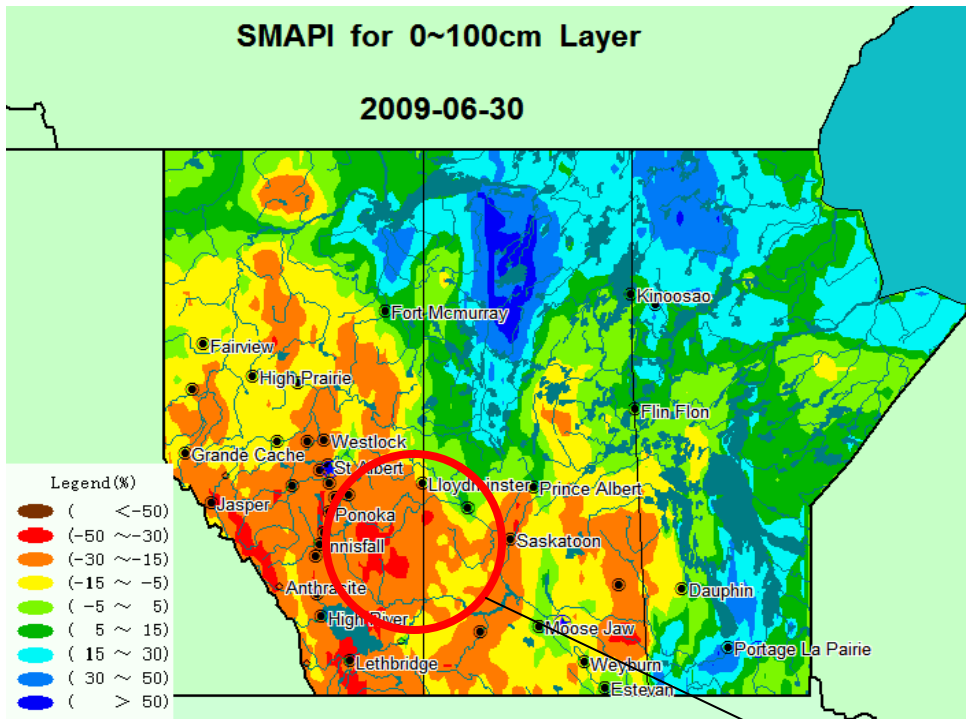 SMAPI for 0~100cm Layer
2009-06-30
Fort Mcmurray
Kinoosao
Fairview
High Prairie
Flin Flon
Westlock
Grande Cache
St Albert
Lloydminster
Prince Albert
Jasper
Ponoka
Saskatoon
Innisfall
Anthranite
Dauphin
High River
Moose Jaw
Portage La Pairie
Lethbridge
Weyburn
Estevan
Legend(%)
( <-50)
(-50 ~-30)
(-30 ~-15)
(-15 ~ -5)
( -5 ~ 5)
( 5 ~ 15)
( 15 ~ 30)
( 30 ~ 50)
( > 50)